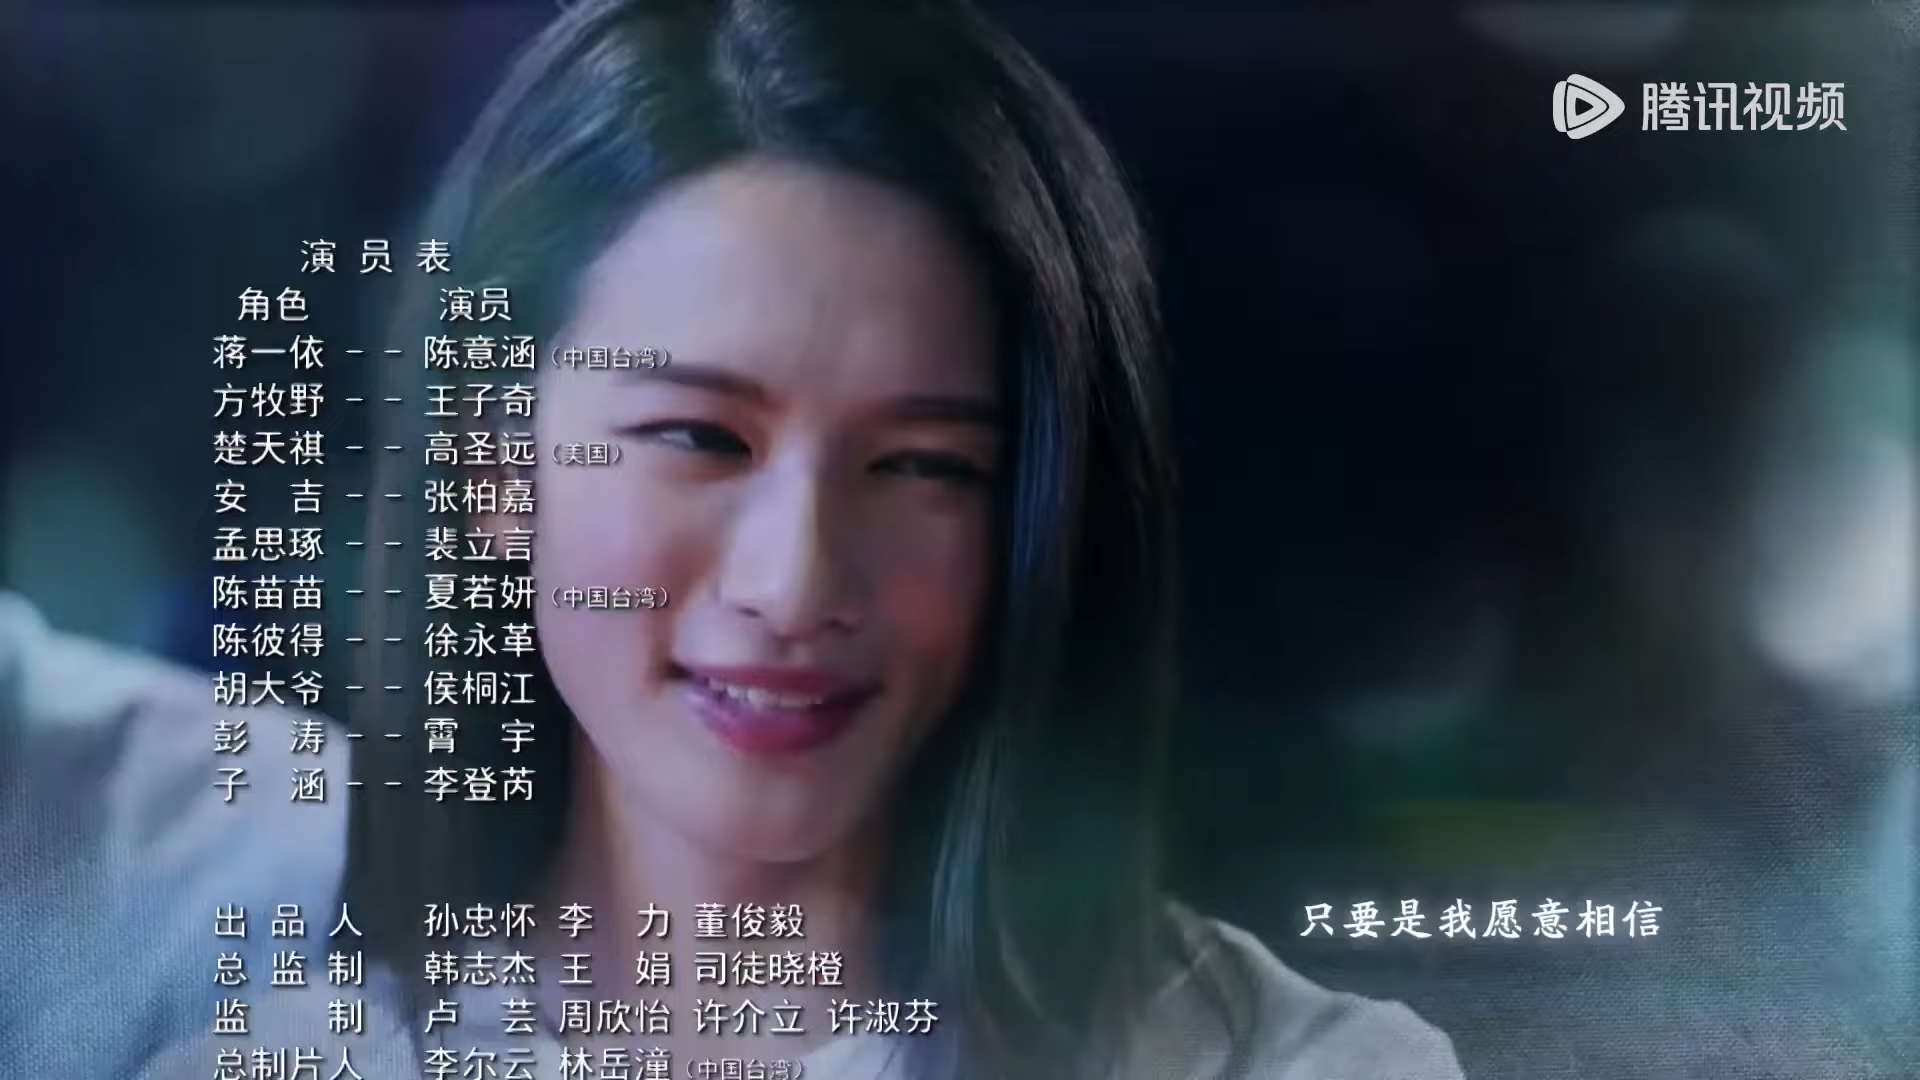 腾讯视频
演 员 表
角色 演员
蒋一依 - - 陈意涵（中国台湾）
方牧野 - - 王子奇
楚天祺 - - 高圣远（美国）
安 吉 - - 张柏嘉
孟思琢 - - 裴立言
陈苗苗 - - 夏若妍（中国台湾）
陈彼得 - - 徐永革
胡大爷 - - 侯桐江
彭 涛 - - 霄 宇
子 涵 - - 李登芮
出 品 人 孙忠怀 李 力 董俊毅
总 监 制 韩志杰 王 娟 司徒晓橙
监 制 卢 芸 周欣怡 许介立 许淑芬
总制片人 李尔云 林岳潼（中国台湾）
只要是我愿意相信